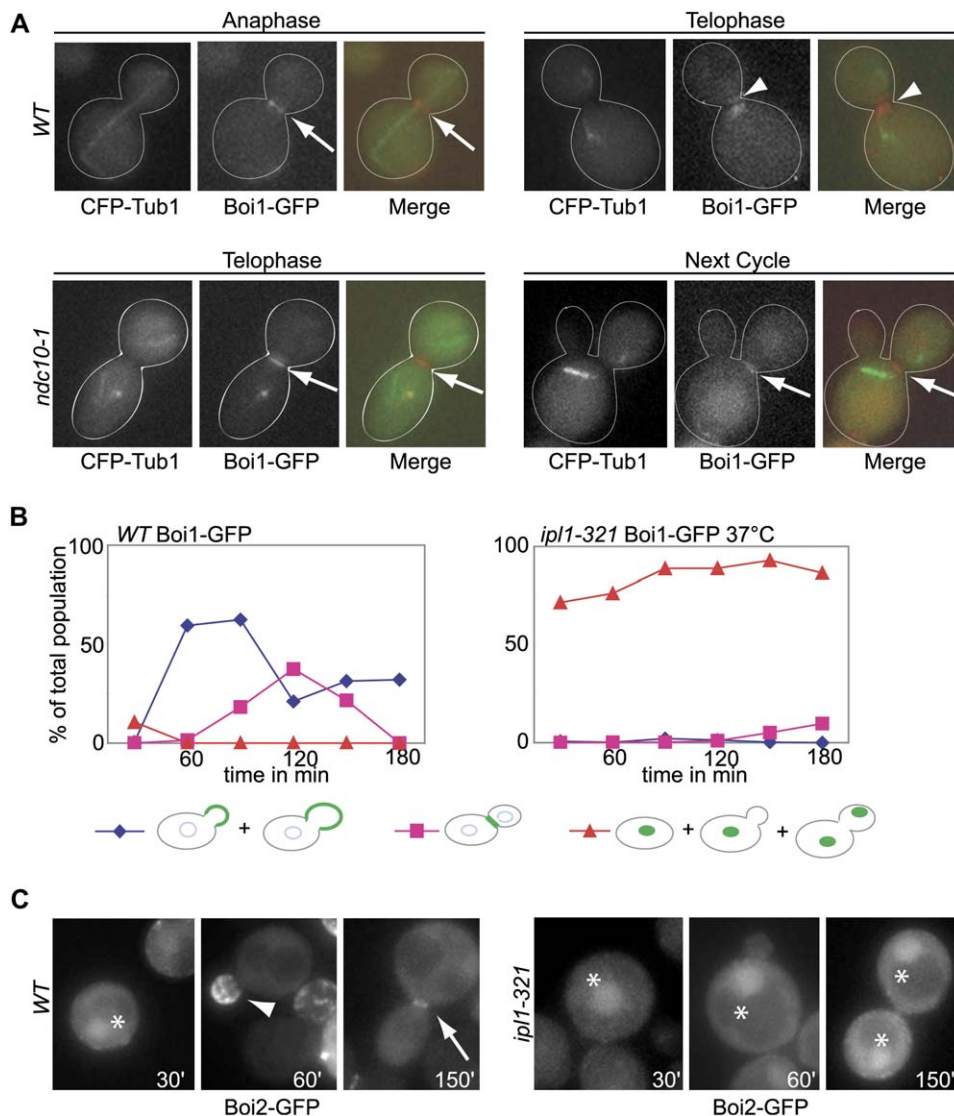 A
Anaphase
Telophase
WT
CFP-Tub1 Boi1-GFP Merge
CFP-Tub1 Boi1-GFP Merge
Telophase
Next Cycle
ndc10-1
CFP-Tub1 Boi1-GFP Merge
CFP-Tub1 Boi1-GFP Merge
B
WT Boi1-GFP
ipl1-321 Boi1-GFP 37°C
% of total population
100
50
0
60 120 180
time in min
100
50
0
60 120 180
time in min
+
+ +
C
WT
* 30' 60' 150'
Boi2-GFP
ipl1-321
* 30' * 60' * * 150'
Boi2-GFP